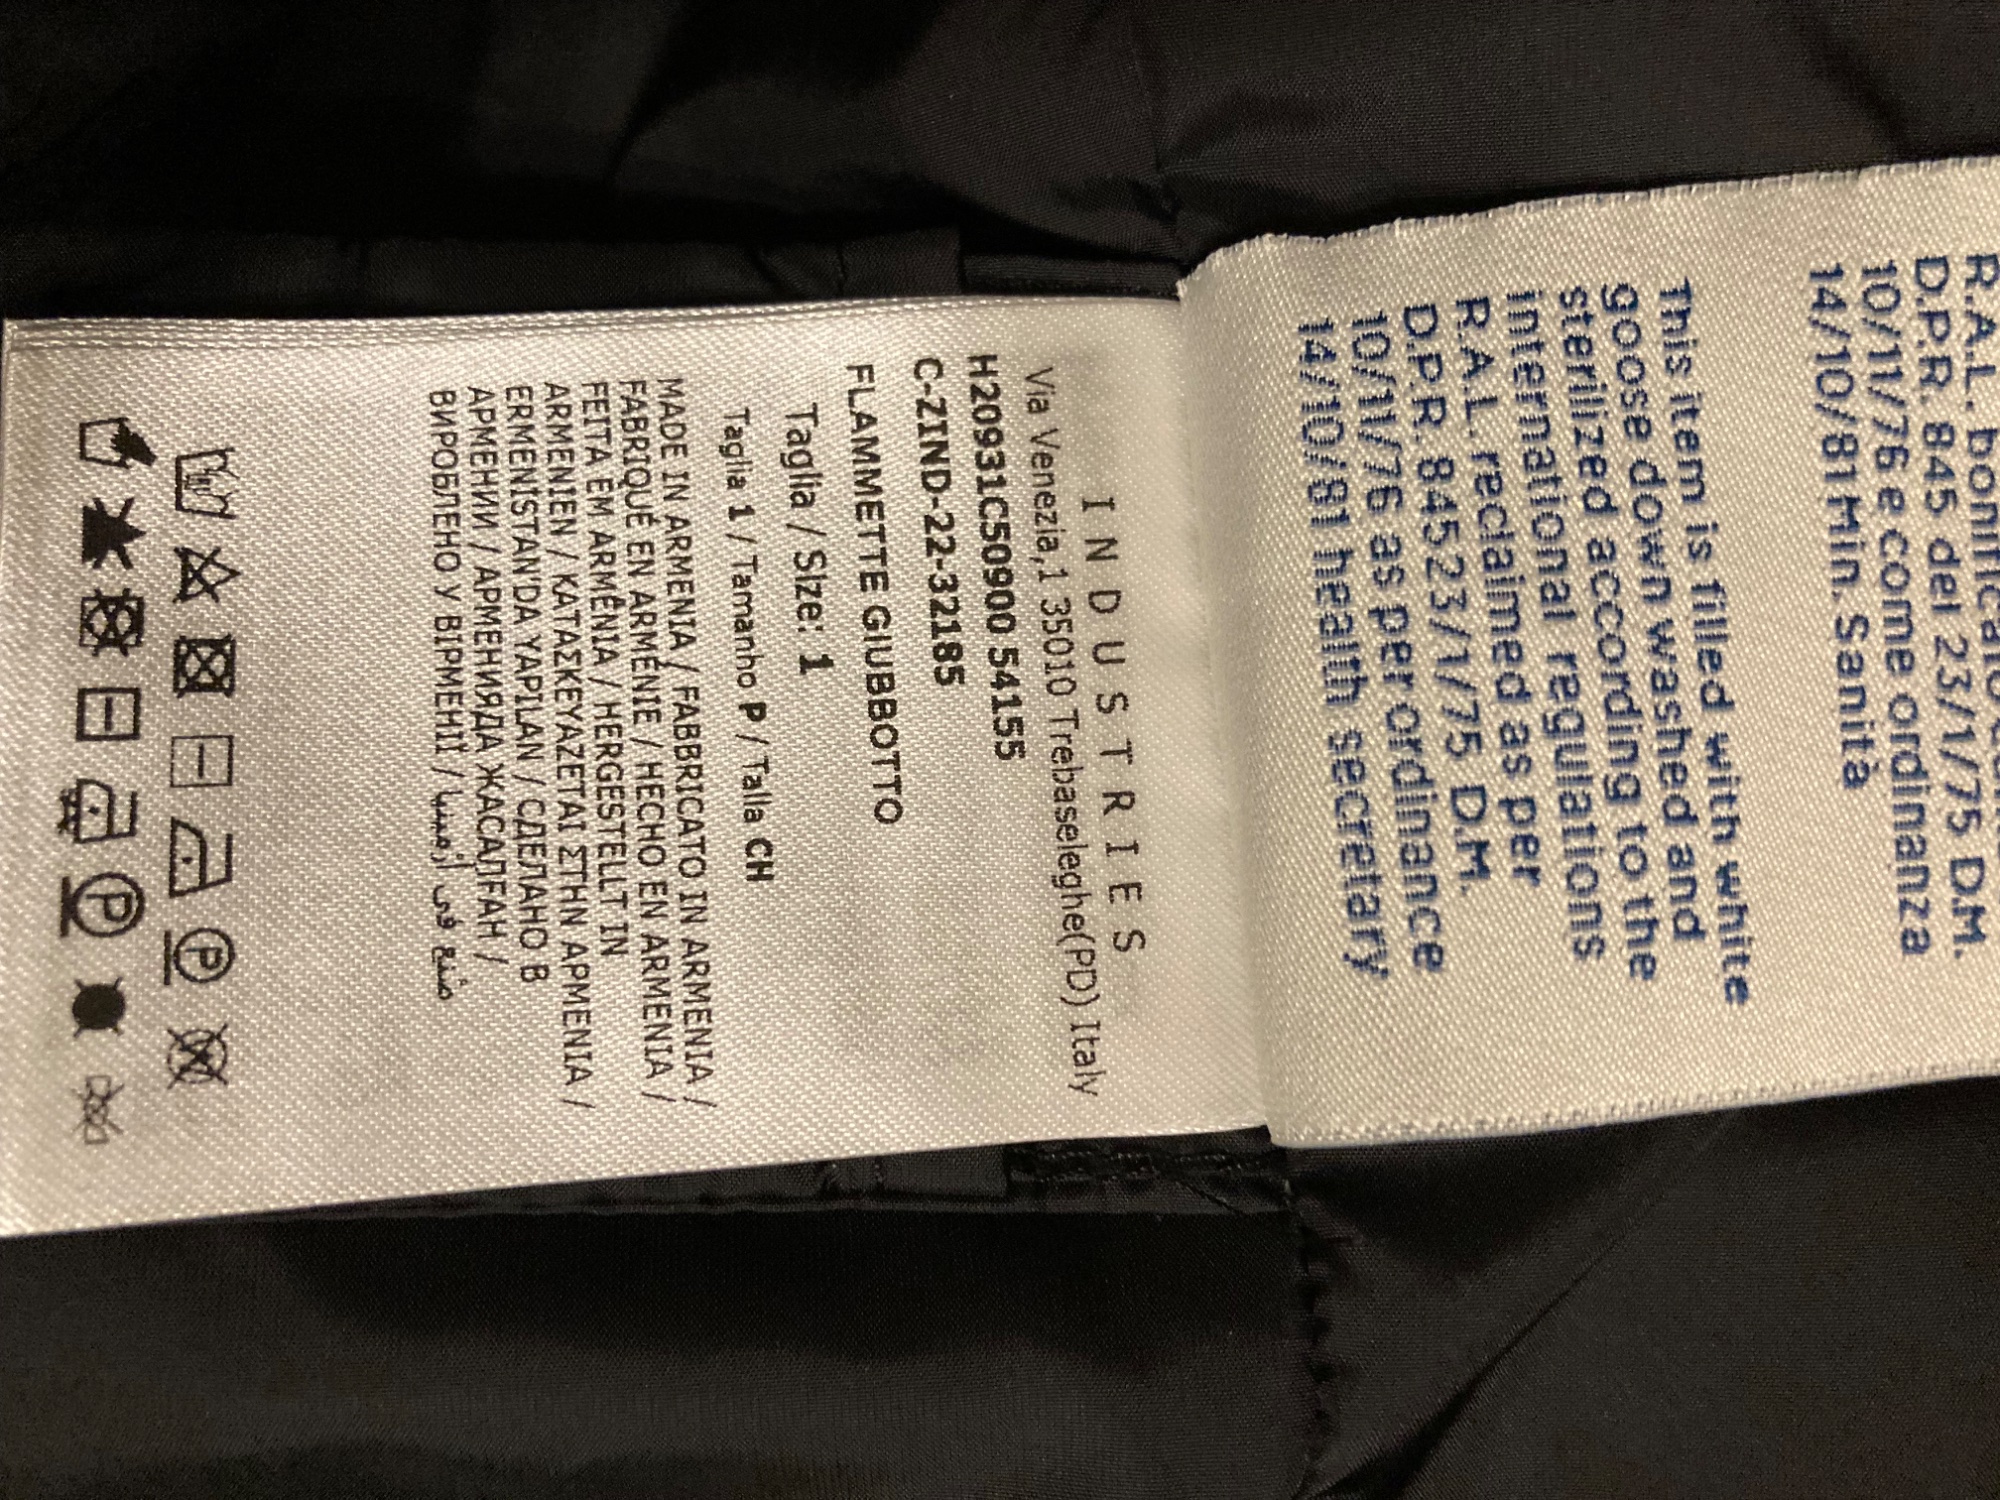 R.A.L. bonificato
D.P.R. 845 del 23/1/75 D.M.
10/11/76 e come ordinanza
14/10/81 Min. Sanità
This item is filled with white
goose down washed and
sterilized according to the
international regulations
R.A.L. reclaimed as per
D.P.R. 84523/1/75 D.M.
10/11/76 as per ordinance
14/10/81 health secretary
INDUSTRIES
Via Venezia,1 35010 Trebaseleghe(PD) Italy
H20931C50900 54155
C-ZIND-22-32185
FLAMMETTE GIUBBOTTO
Taglia / Size: 1
Taglia 1 / Tamanho P / Talla CH
MADE IN ARMENIA / FABBRICATO IN ARMENIA /
FABRIQUÉ EN ARMÉNIE / HECHO EN ARMENIA /
FEITA EM ARMÊNIA / HERGESTELLT IN
ARMENIEN / ΚΑΤΑΣΚΕΥΑΖΕΤΑΙ ΣΤΗΝ ΑΡΜΕΝΙΑ /
ERMENİSTAN'DA YAPILAN / СДЕЛАНО В
АРМЕНИИ / АРМЕНИЯДА ЖАСАЛҒАН /
ВИРОБЛЕНО У ВІРМЕНІЇ / صُنع في أرمينيا
P
P